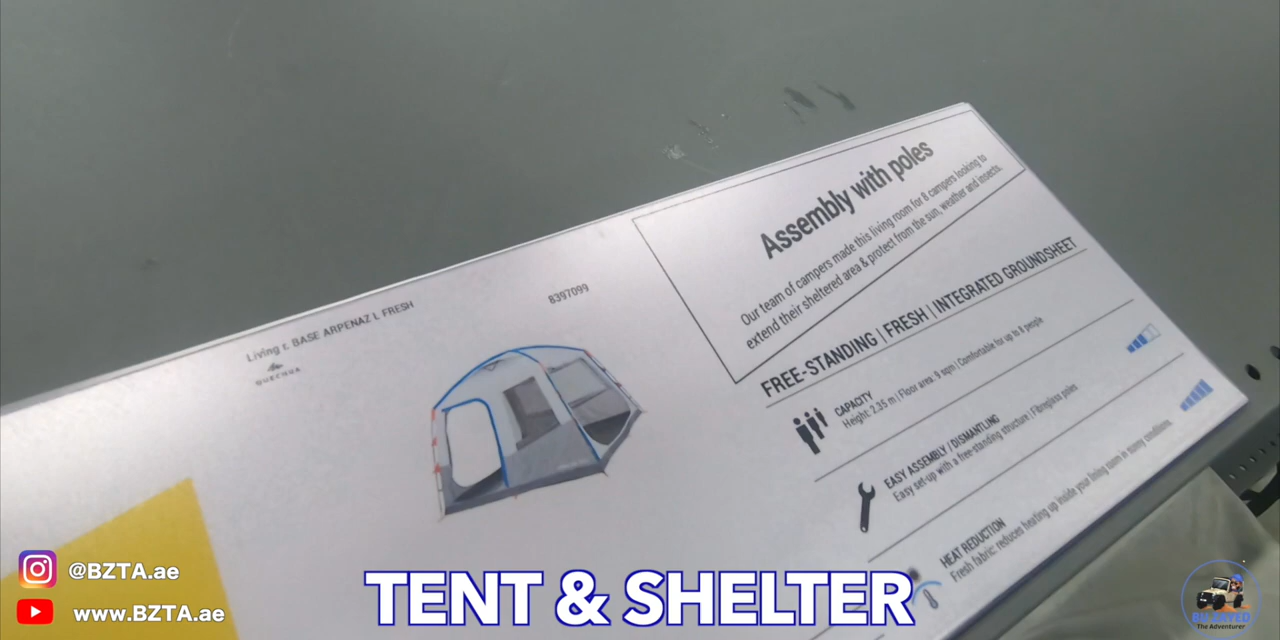 Assembly with poles
Our team of campers made this living room for 8 campers looking to
extend their sheltered area & protect from the sun, weather and insects.
Living r. BASE ARPENAZ L FRESH
QUECHUA
8397099
FREE-STANDING | FRESH | INTEGRATED GROUNDSHEET
CAPACITY
Height: 2.35 m | Floor area: 9 sqm | Comfortable for up to 8 people
EASY ASSEMBLY / DISMANTLING
Easy set-up with a free-standing structure | Fibreglass poles
HEAT REDUCTION
Fresh fabric: reduced heating up inside your living room in sunny conditions.
@BZTA.ae
www.BZTA.ae
TENT & SHELTER
The Adventurer